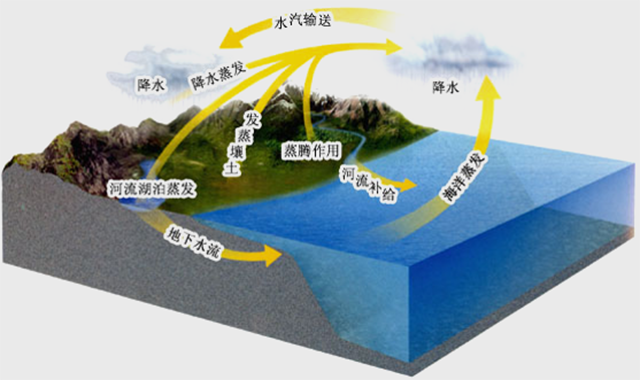 水汽输送
降水
降水蒸发
降水
土壤蒸发
蒸腾作用
河流补给
海洋蒸发
河流湖泊蒸发
地下水流